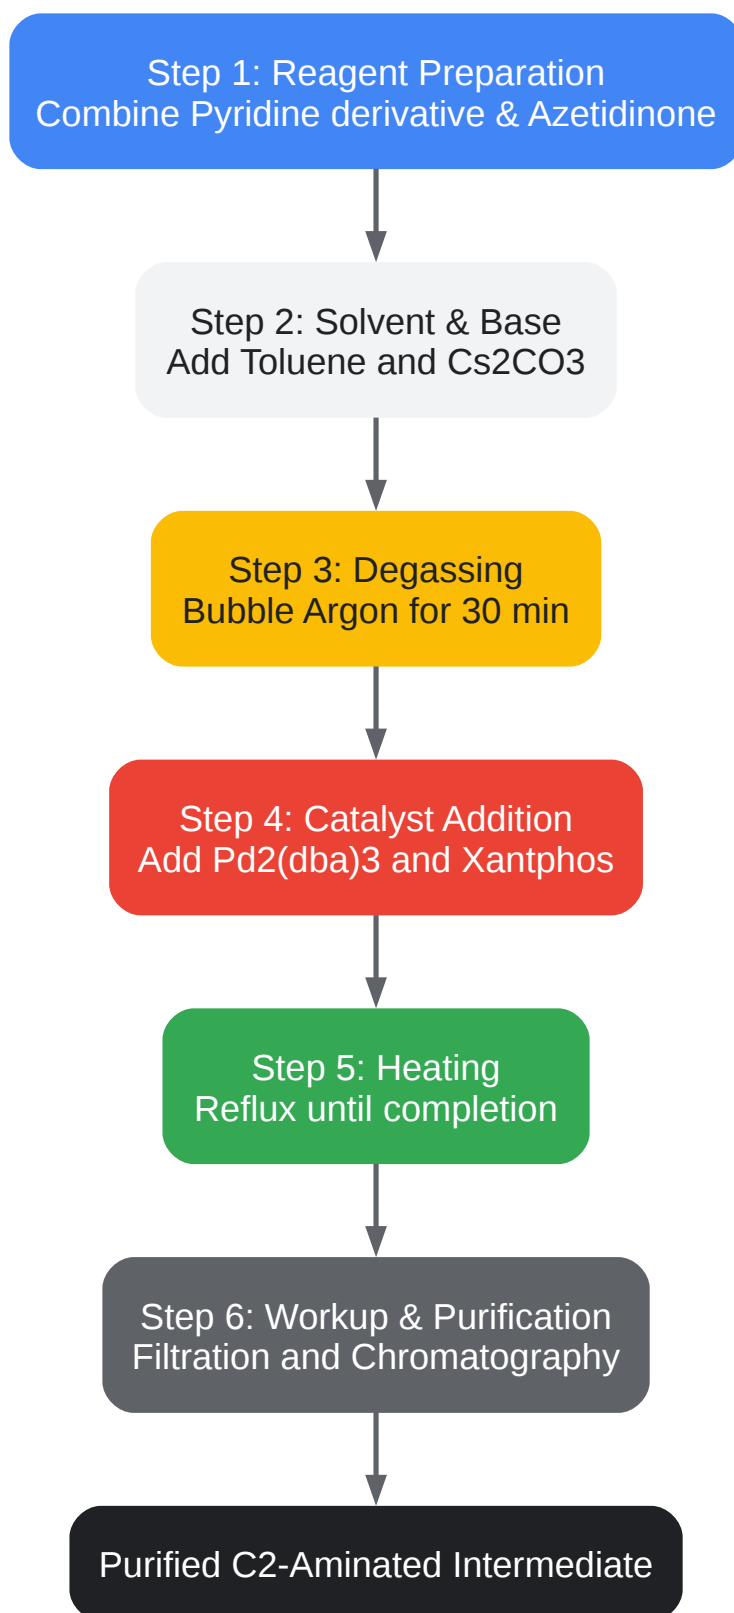 Step 1: Reagent Preparation
Combine Pyridine derivative & Azetidinone
Step 2: Solvent & Base
Add Toluene and Cs2CO3
Step 3: Degassing
Bubble Argon for 30 min
Step 4: Catalyst Addition
Add Pd2(dba)3 and Xantphos
Step 5: Heating
Reflux until completion
Step 6: Workup & Purification
Filtration and Chromatography
Purified C2-Aminated Intermediate